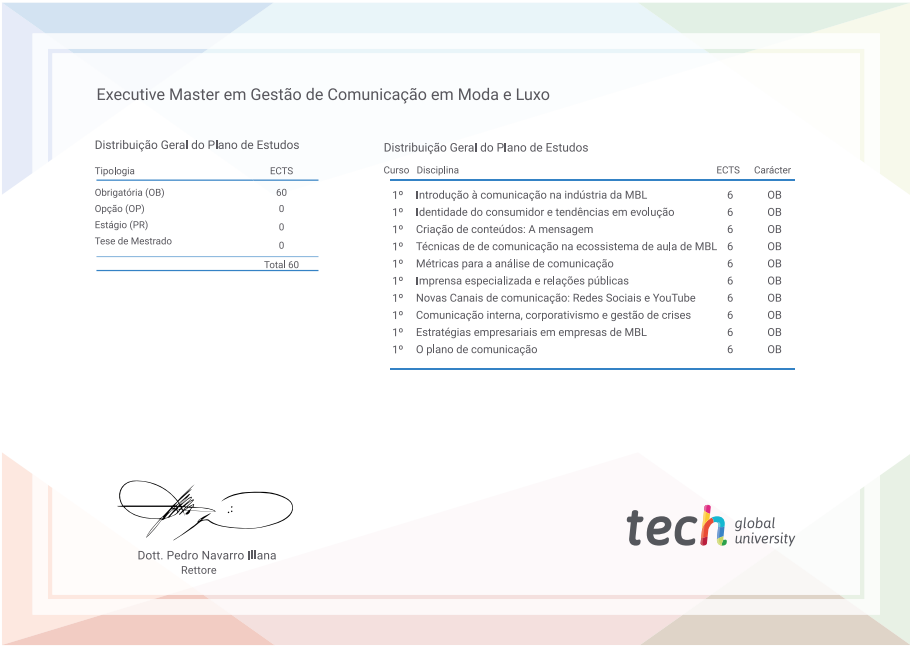 Executive Master em Gestão de Comunicação em Moda e Luxo
Distribuição Geral do Plano de Estudos
Tipologia ECTS
Obrigatória (OB) 60
Opção (OP) 0
Estágio (PR) 0
Tese de Mestrado 0
Total 60
Distribuição Geral do Plano de Estudos
Curso Disciplina ECTS Carácter
1º Introdução à comunicação na indústria da MBL 6 OB
1º Identidade do consumidor e tendências em evolução 6 OB
1º Criação de conteúdos: A mensagem 6 OB
1º Técnicas de de comunicação na ecossistema de aula de MBL 6 OB
1º Métricas para a análise de comunicação 6 OB
1º Imprensa especializada e relações públicas 6 OB
1º Novas Canais de comunicação: Redes Sociais e YouTube 6 OB
1º Comunicação interna, corporativismo e gestão de crises 6 OB
1º Estratégias empresariais em empresas de MBL 6 OB
1º O plano de comunicação 6 OB
Dott. Pedro Navarro Illana
Rettore
tech global
university